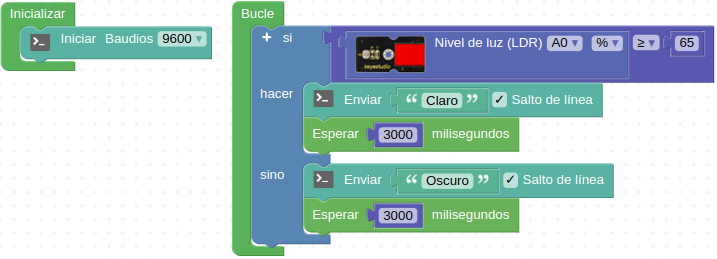 Inicializar
Iniciar Baudios 9600
Bucle
si Nivel de luz (LDR) A0 % ≥ 65
keyestudio
hacer Enviar “ Claro ” Salto de línea
Esperar 3000 milisegundos
sino Enviar “ Oscuro ” Salto de línea
Esperar 3000 milisegundos